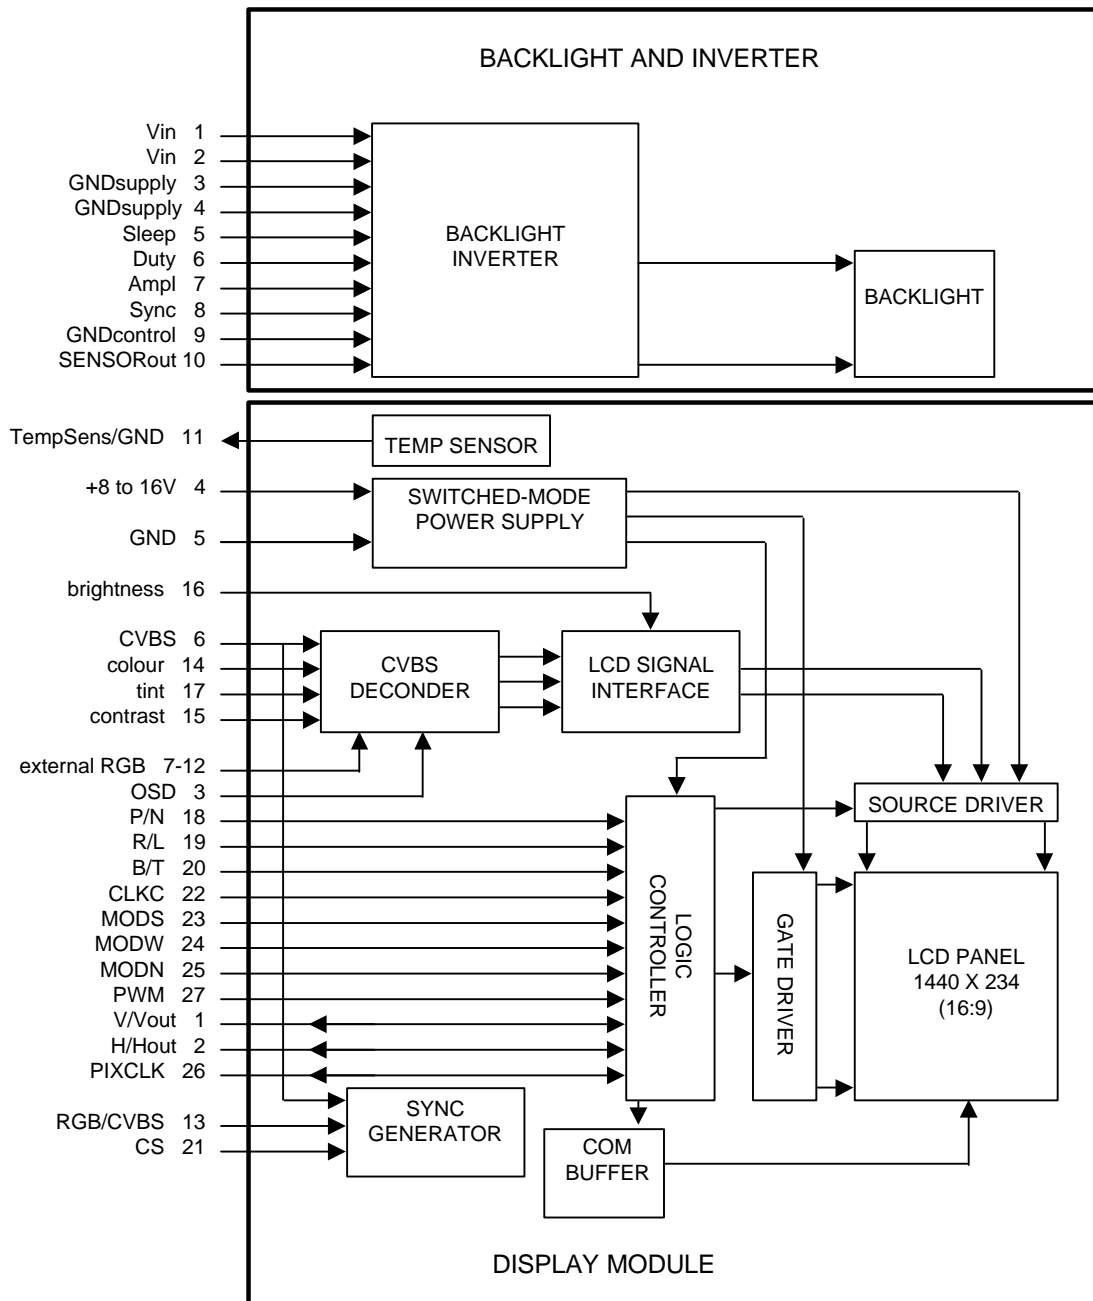 BACKLIGHT AND INVERTER
Vin 1
Vin 2
GNDsupply 3
GNDsupply 4
Sleep 5
Duty 6
Ampl 7
Sync 8
GNDcontrol 9
SENSORout 10
BACKLIGHT
INVERTER
BACKLIGHT
TempSens/GND 11
TEMP SENSOR
+8 to 16V 4
GND 5
SWITCHED-MODE
POWER SUPPLY
brightness 16
CVBS 6
colour 14
tint 17
contrast 15
CVBS
DECONDER
LCD SIGNAL
INTERFACE
external RGB 7-12
OSD 3
P/N 18
R/L 19
B/T 20
CLKC 22
MODS 23
MODW 24
MODN 25
PWM 27
V/Vout 1
H/Hout 2
PIXCLK 26
LOGIC
CONTROLLER
SOURCE DRIVER
GATE DRIVER
LCD PANEL
1440 X 234
(16:9)
RGB/CVBS 13
CS 21
SYNC
GENERATOR
COM
BUFFER
DISPLAY MODULE